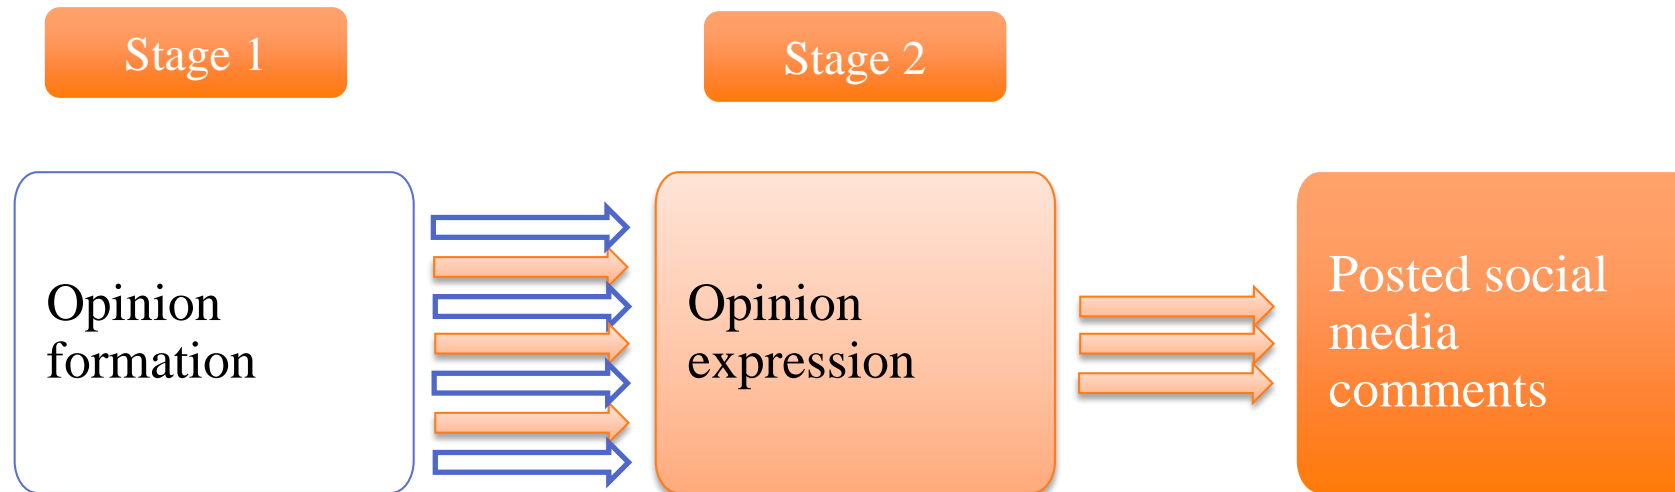 Stage 1
Stage 2
Opinion
formation
Opinion
expression
Posted social
media
comments